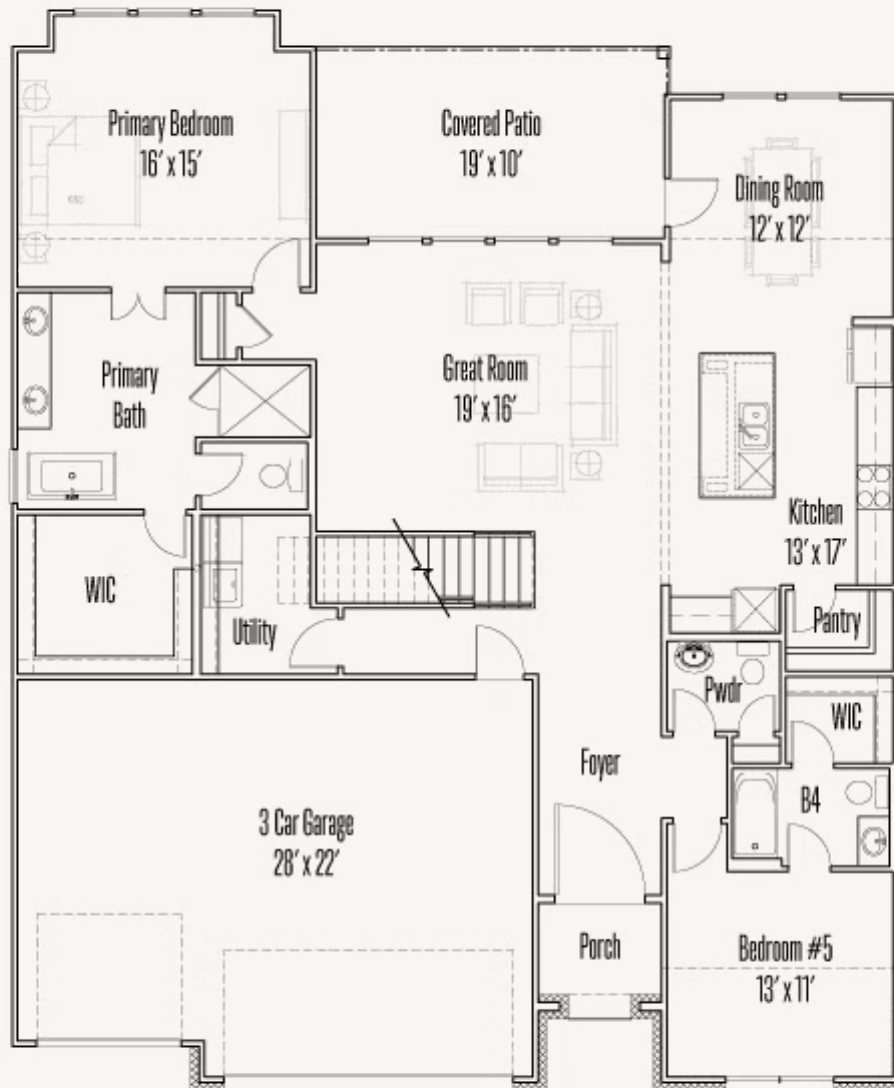 Primary Bedroom
16' x 15'
Covered Patio
19' x 10'
Dining Room
12' x 12'
Primary
Bath
Great Room
19' x 16'
Kitchen
13' x 17'
WIC
Utility
Pantry
Pwdr
WIC
Foyer
B4
3 Car Garage
28' x 22'
Porch
Bedroom #5
13' x 11'